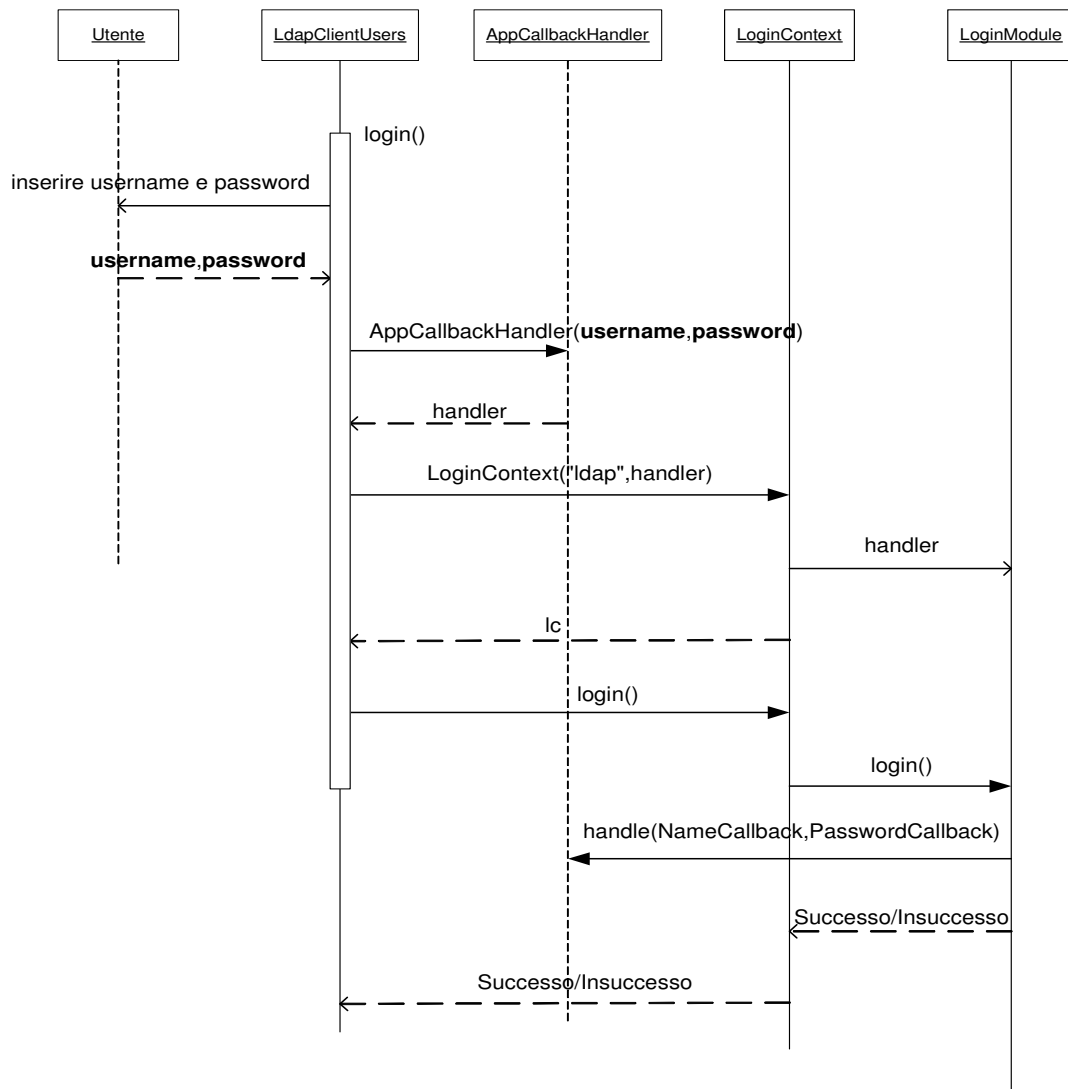 Utente
LdapClientUsers
AppCallbackHandler
LoginContext
LoginModule
login()
inserire username e password
username,password
AppCallbackHandler(username,password)
handler
LoginContext("ldap",handler)
handler
lc
login()
login()
handle(NameCallback,PasswordCallback)
Successo/Insuccesso
Successo/Insuccesso